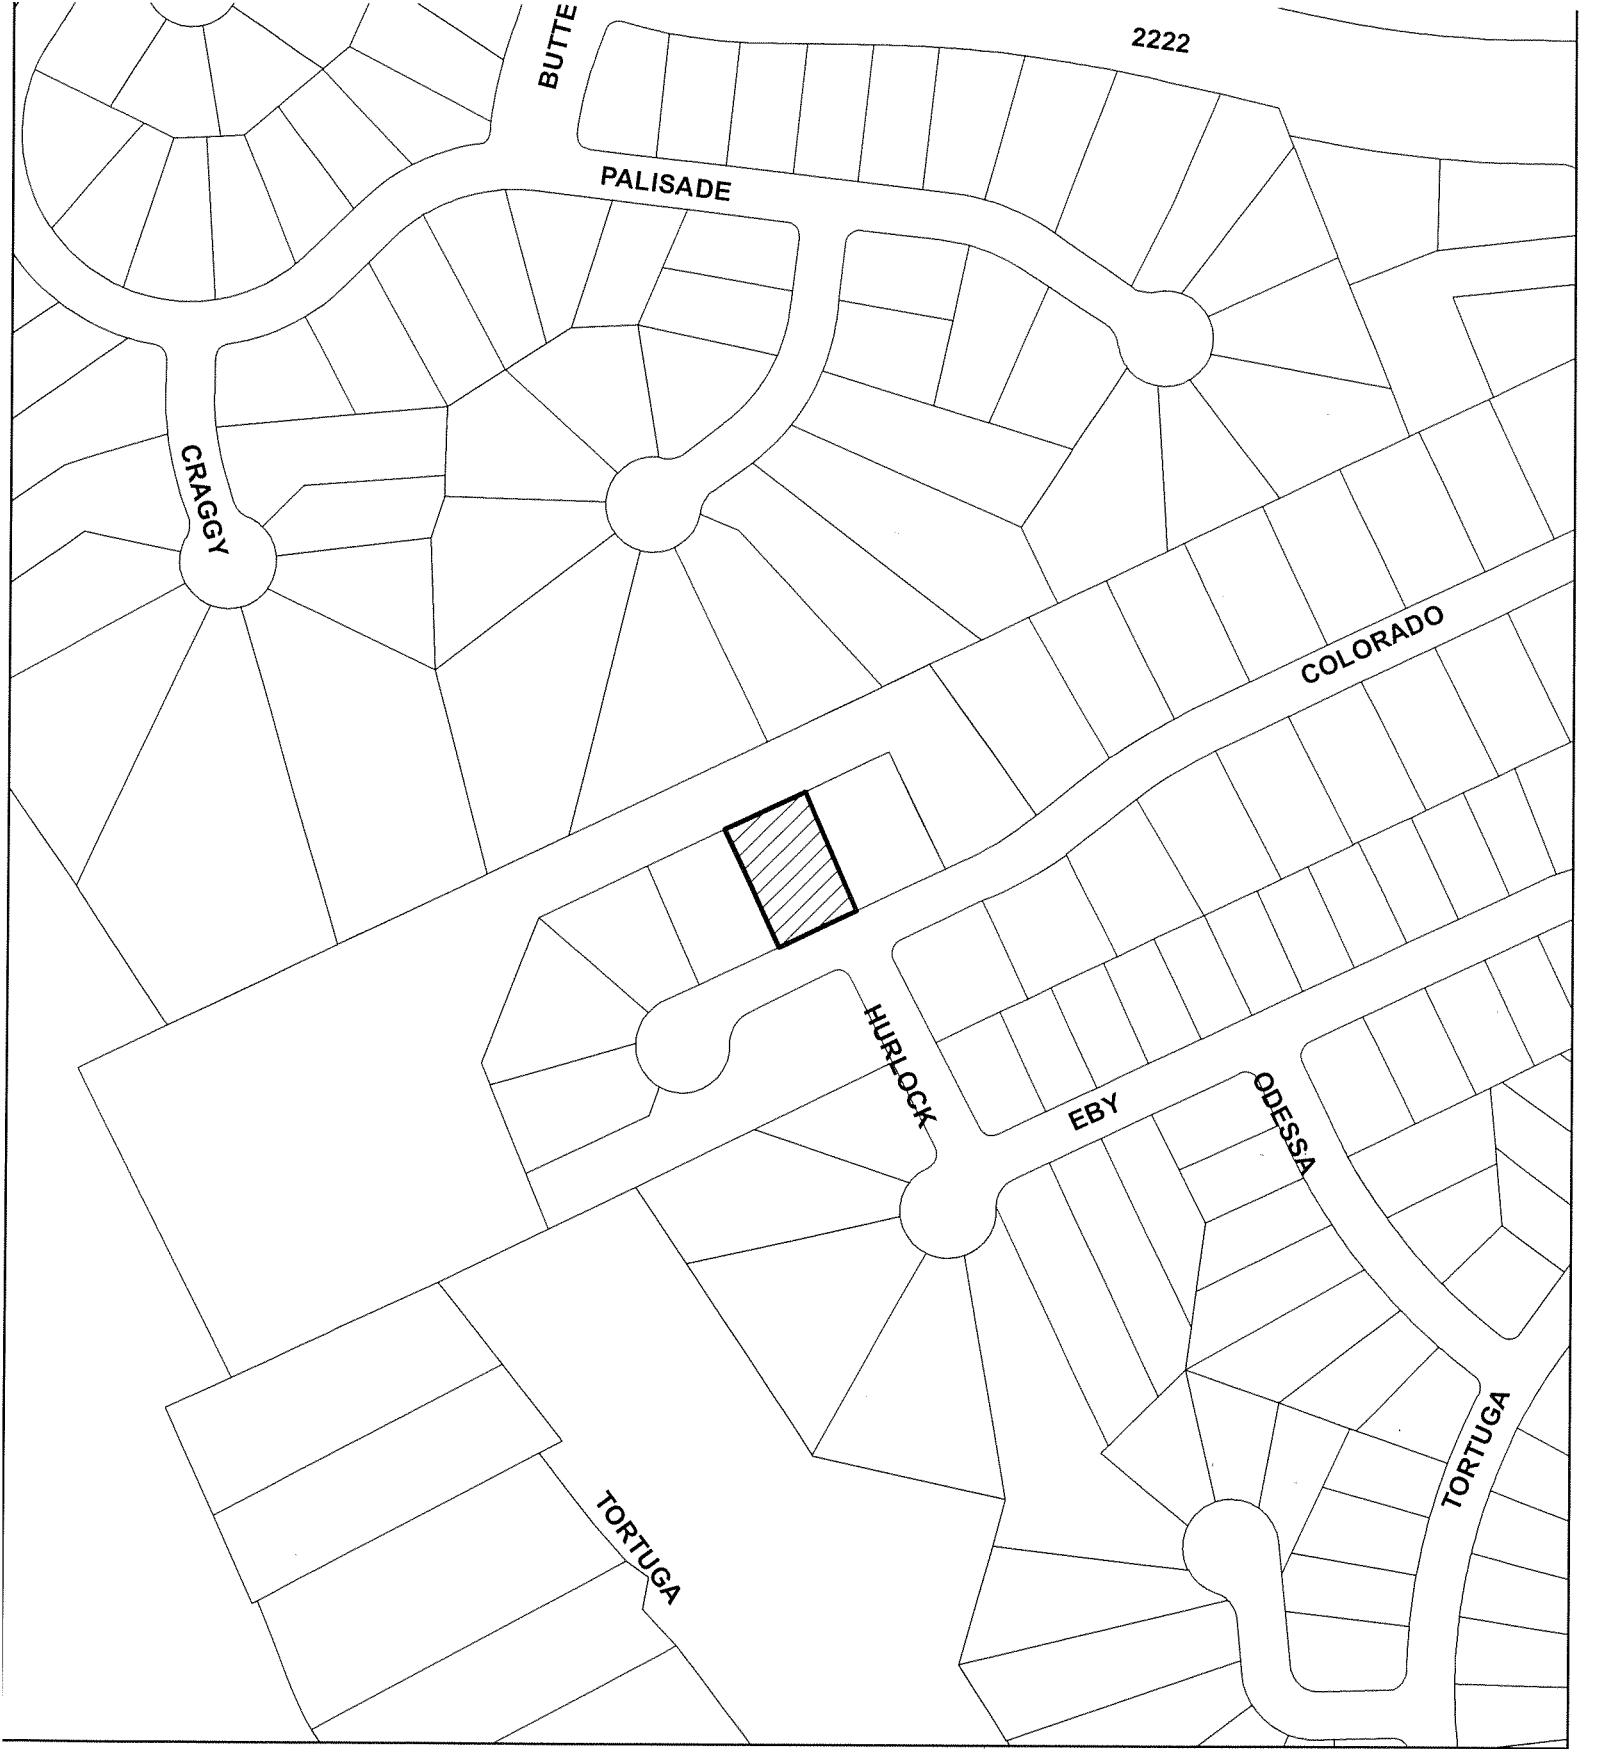 BUTTE
2222
PALISADE
CRAGGY
COLORADO
HURLOCK
EBY
ODESSA
TORTUGA
TORTUGA